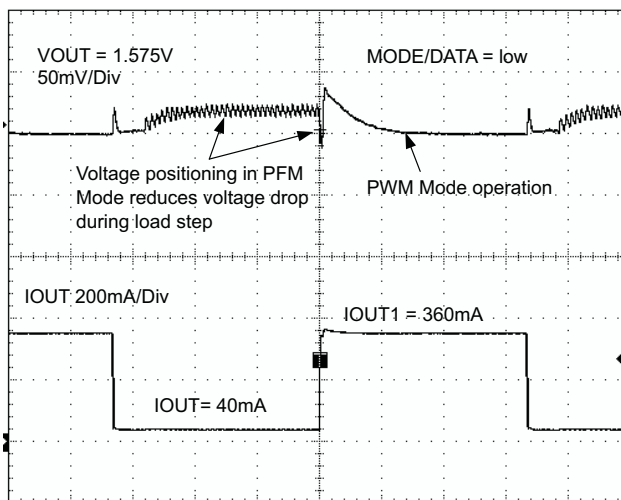 VOUT = 1.575V
50mV/Div
MODE/DATA = low
Voltage positioning in PFM
Mode reduces voltage drop
during load step
PWM Mode operation
IOUT 200mA/Div
IOUT1 = 360mA
IOUT= 40mA